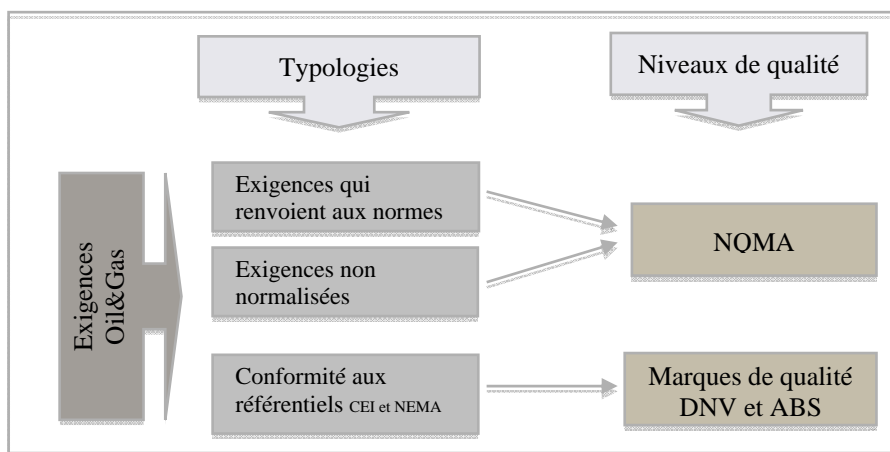 Typologies
Niveaux de qualité
Exigences
Oil&Gas
Exigences qui
renvoient aux normes
Exigences non
normalisées
Conformité aux
référentiels CEI et NEMA
NQMA
Marques de qualité
DNV et ABS